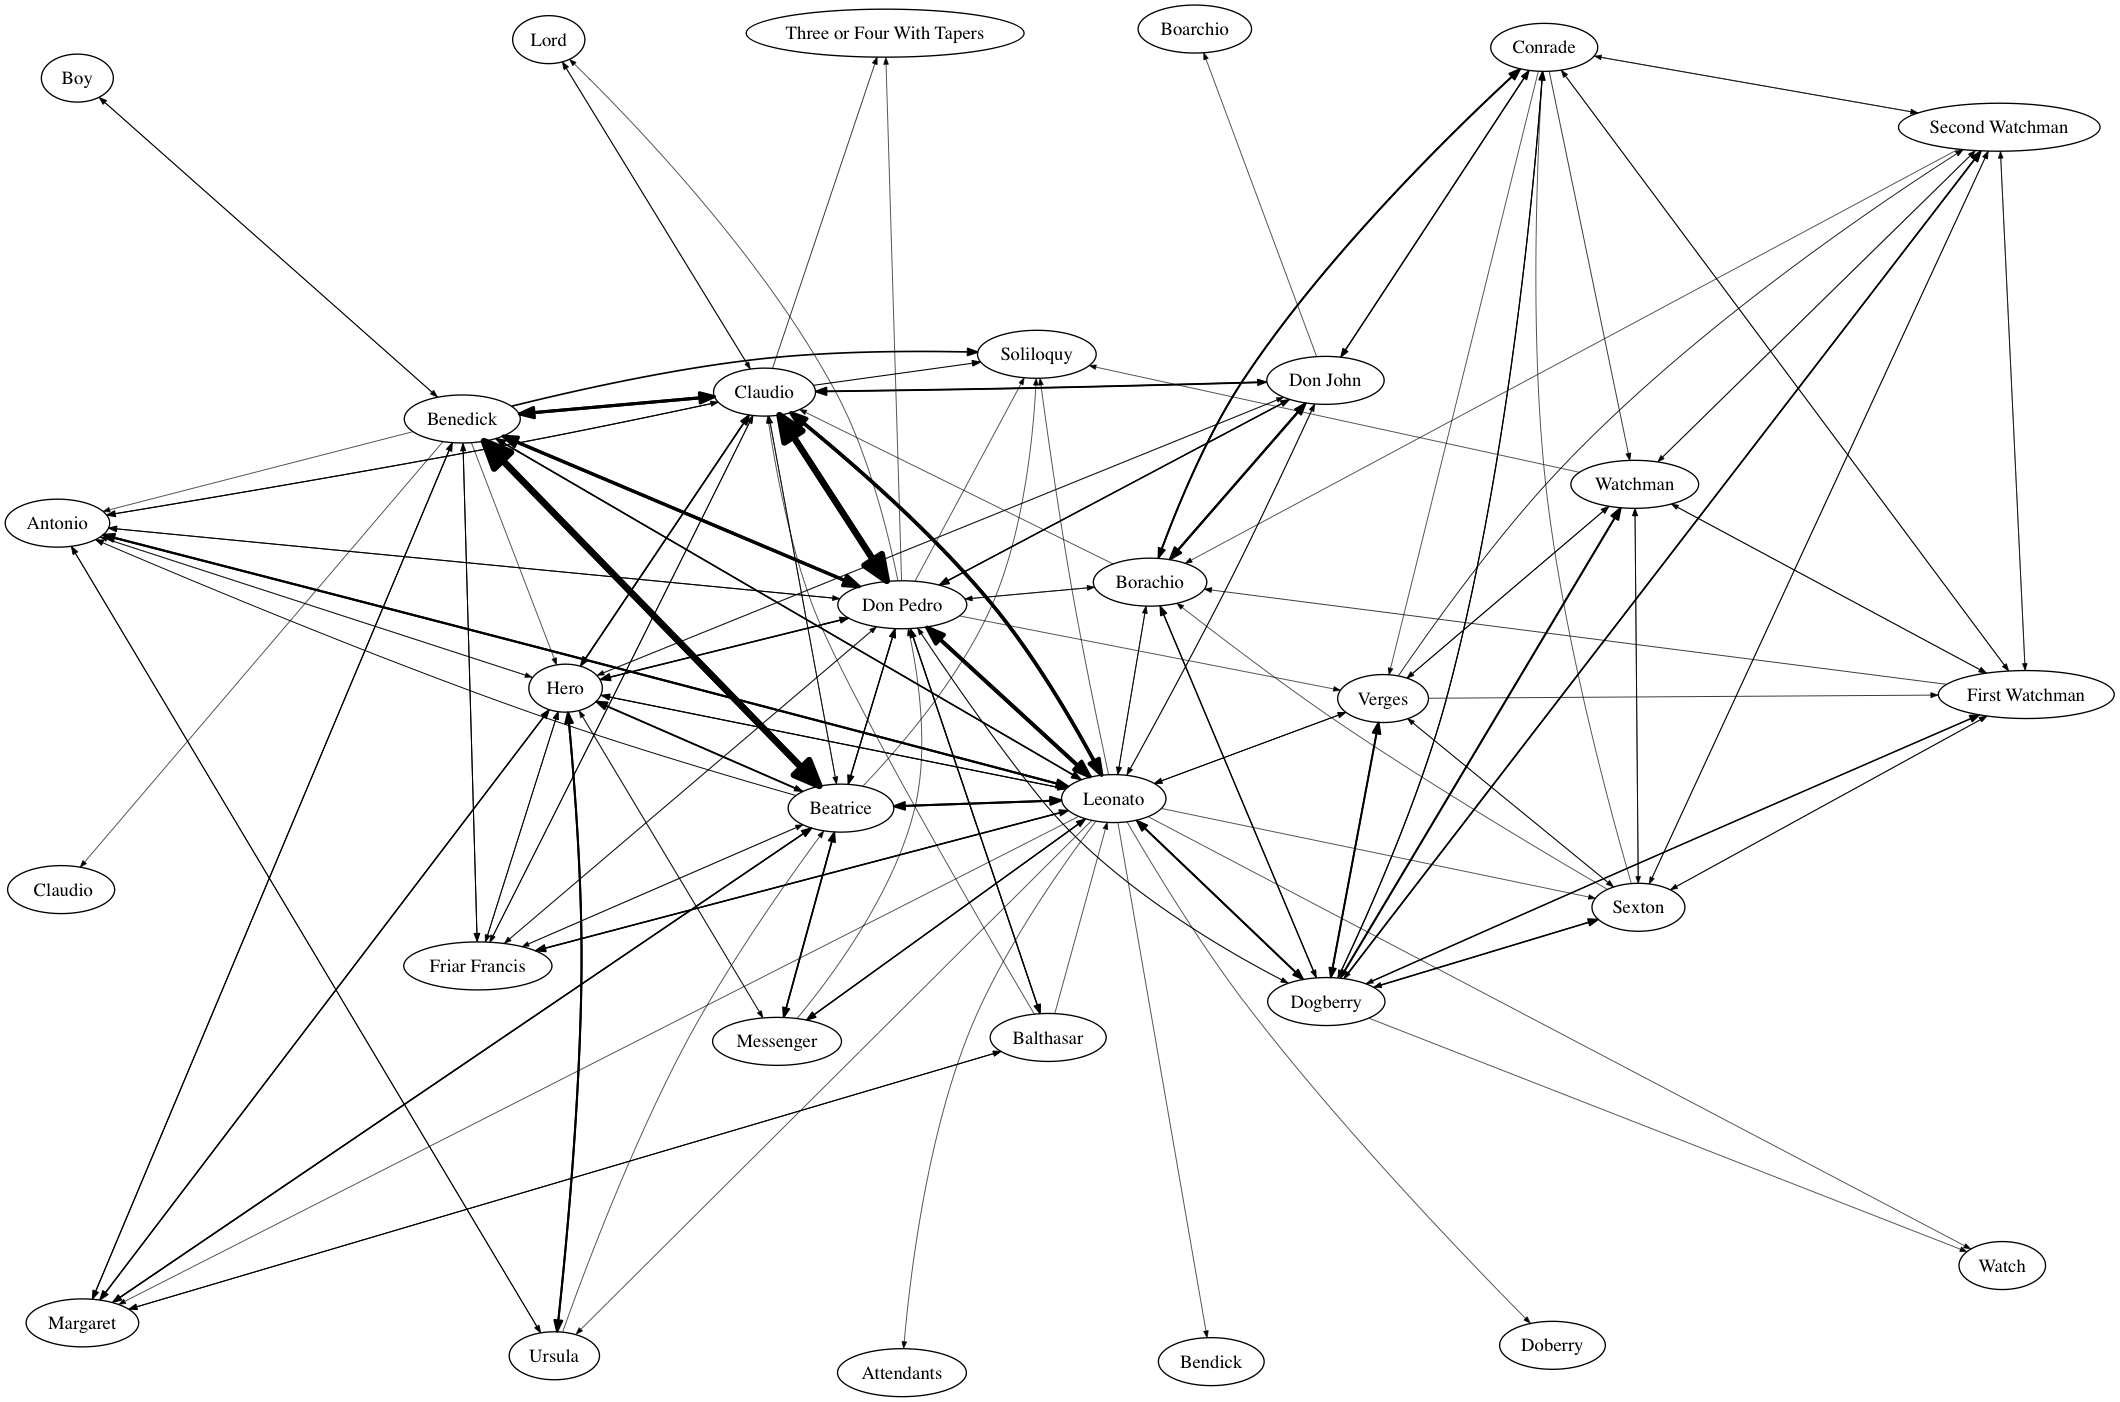 Boy
Lord
Three or Four With Tapers
Boarchio
Conrade
Second Watchman
Soliloquy
Claudio
Don John
Benedick
Watchman
Antonio
Borachio
Don Pedro
Hero
Verges
First Watchman
Beatrice
Leonato
Claudio
Sexton
Friar Francis
Dogberry
Messenger
Balthasar
Watch
Margaret
Ursula
Attendants
Bendick
Doberry